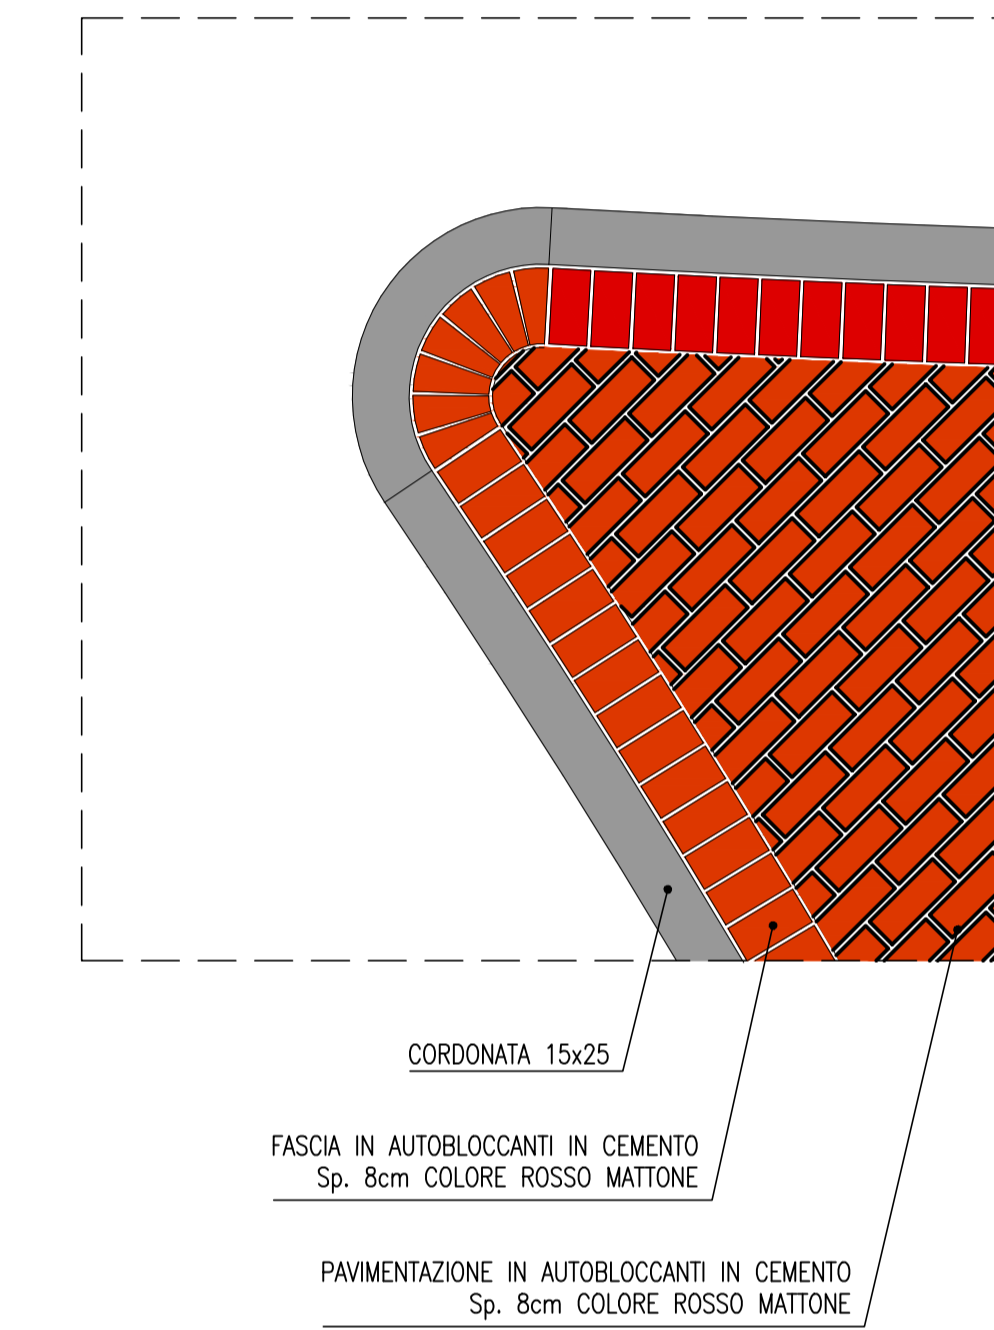 CORDONATA 15x25
FASCIA IN AUTOBLOCCANTI IN CEMENTO
Sp. 8cm COLORE ROSSO MATTONE
PAVIMENTAZIONE IN AUTOBLOCCANTI IN CEMENTO
Sp. 8cm COLORE ROSSO MATTONE